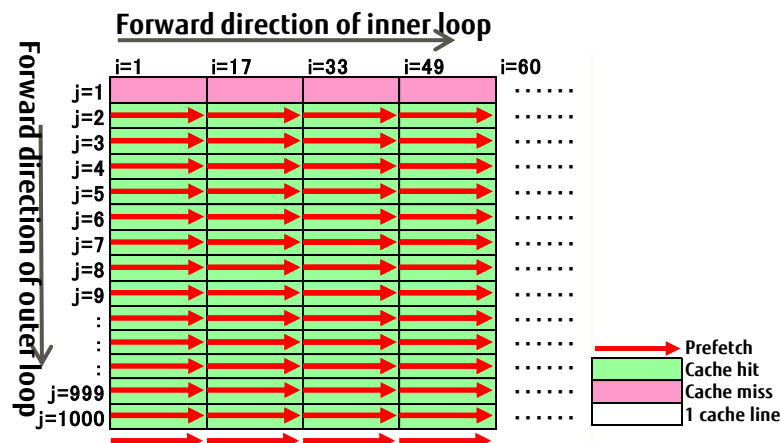 Forward direction of inner loop
Forward direction of outer loop
i=1 i=17 i=33 i=49 i=60
j=1 ······
j=2 ······
j=3 ······
j=4 ······
j=5 ······
j=6 ······
j=7 ······
j=8 ······
j=9 ······
: ······
: ······
: ······
j=999 ······
j=1000 ······
Prefetch
Cache hit
Cache miss
1 cache line